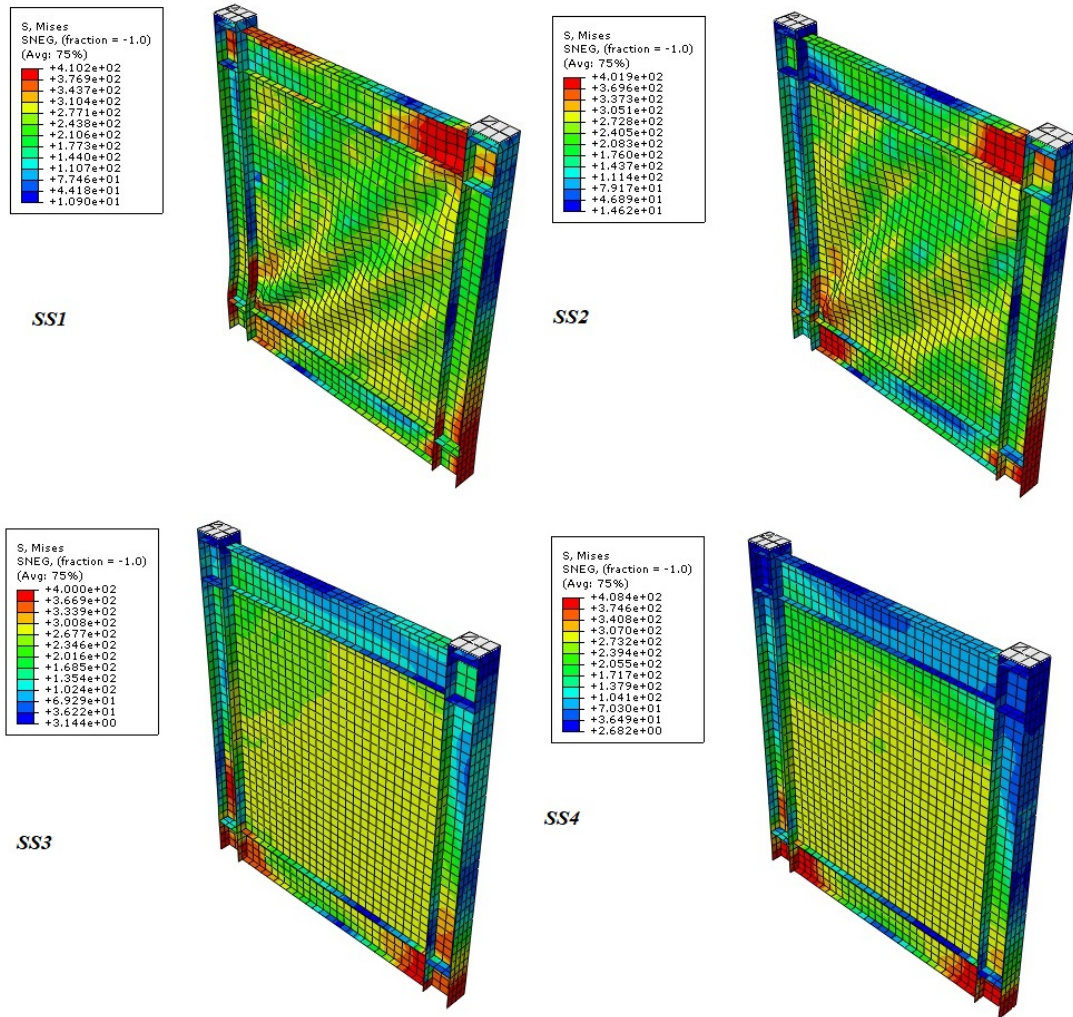 S, Mises
SNEG, (fraction = -1.0)
(Avg: 75%)
+4.102e+02
+3.769e+02
+3.437e+02
+3.104e+02
+2.771e+02
+2.438e+02
+2.106e+02
+1.773e+02
+1.440e+02
+1.107e+02
+7.746e+01
+4.418e+01
+1.090e+01
SS1
S, Mises
SNEG, (fraction = -1.0)
(Avg: 75%)
+4.019e+02
+3.696e+02
+3.373e+02
+3.051e+02
+2.728e+02
+2.405e+02
+2.083e+02
+1.760e+02
+1.437e+02
+1.114e+02
+7.917e+01
+4.689e+01
+1.462e+01
SS2
S, Mises
SNEG, (fraction = -1.0)
(Avg: 75%)
+4.000e+02
+3.669e+02
+3.339e+02
+3.008e+02
+2.677e+02
+2.346e+02
+2.016e+02
+1.685e+02
+1.354e+02
+1.024e+02
+6.929e+01
+3.622e+01
+3.144e+00
SS3
S, Mises
SNEG, (fraction = -1.0)
(Avg: 75%)
+4.084e+02
+3.746e+02
+3.408e+02
+3.070e+02
+2.732e+02
+2.394e+02
+2.055e+02
+1.717e+02
+1.379e+02
+1.041e+02
+7.030e+01
+3.649e+01
+2.682e+00
SS4